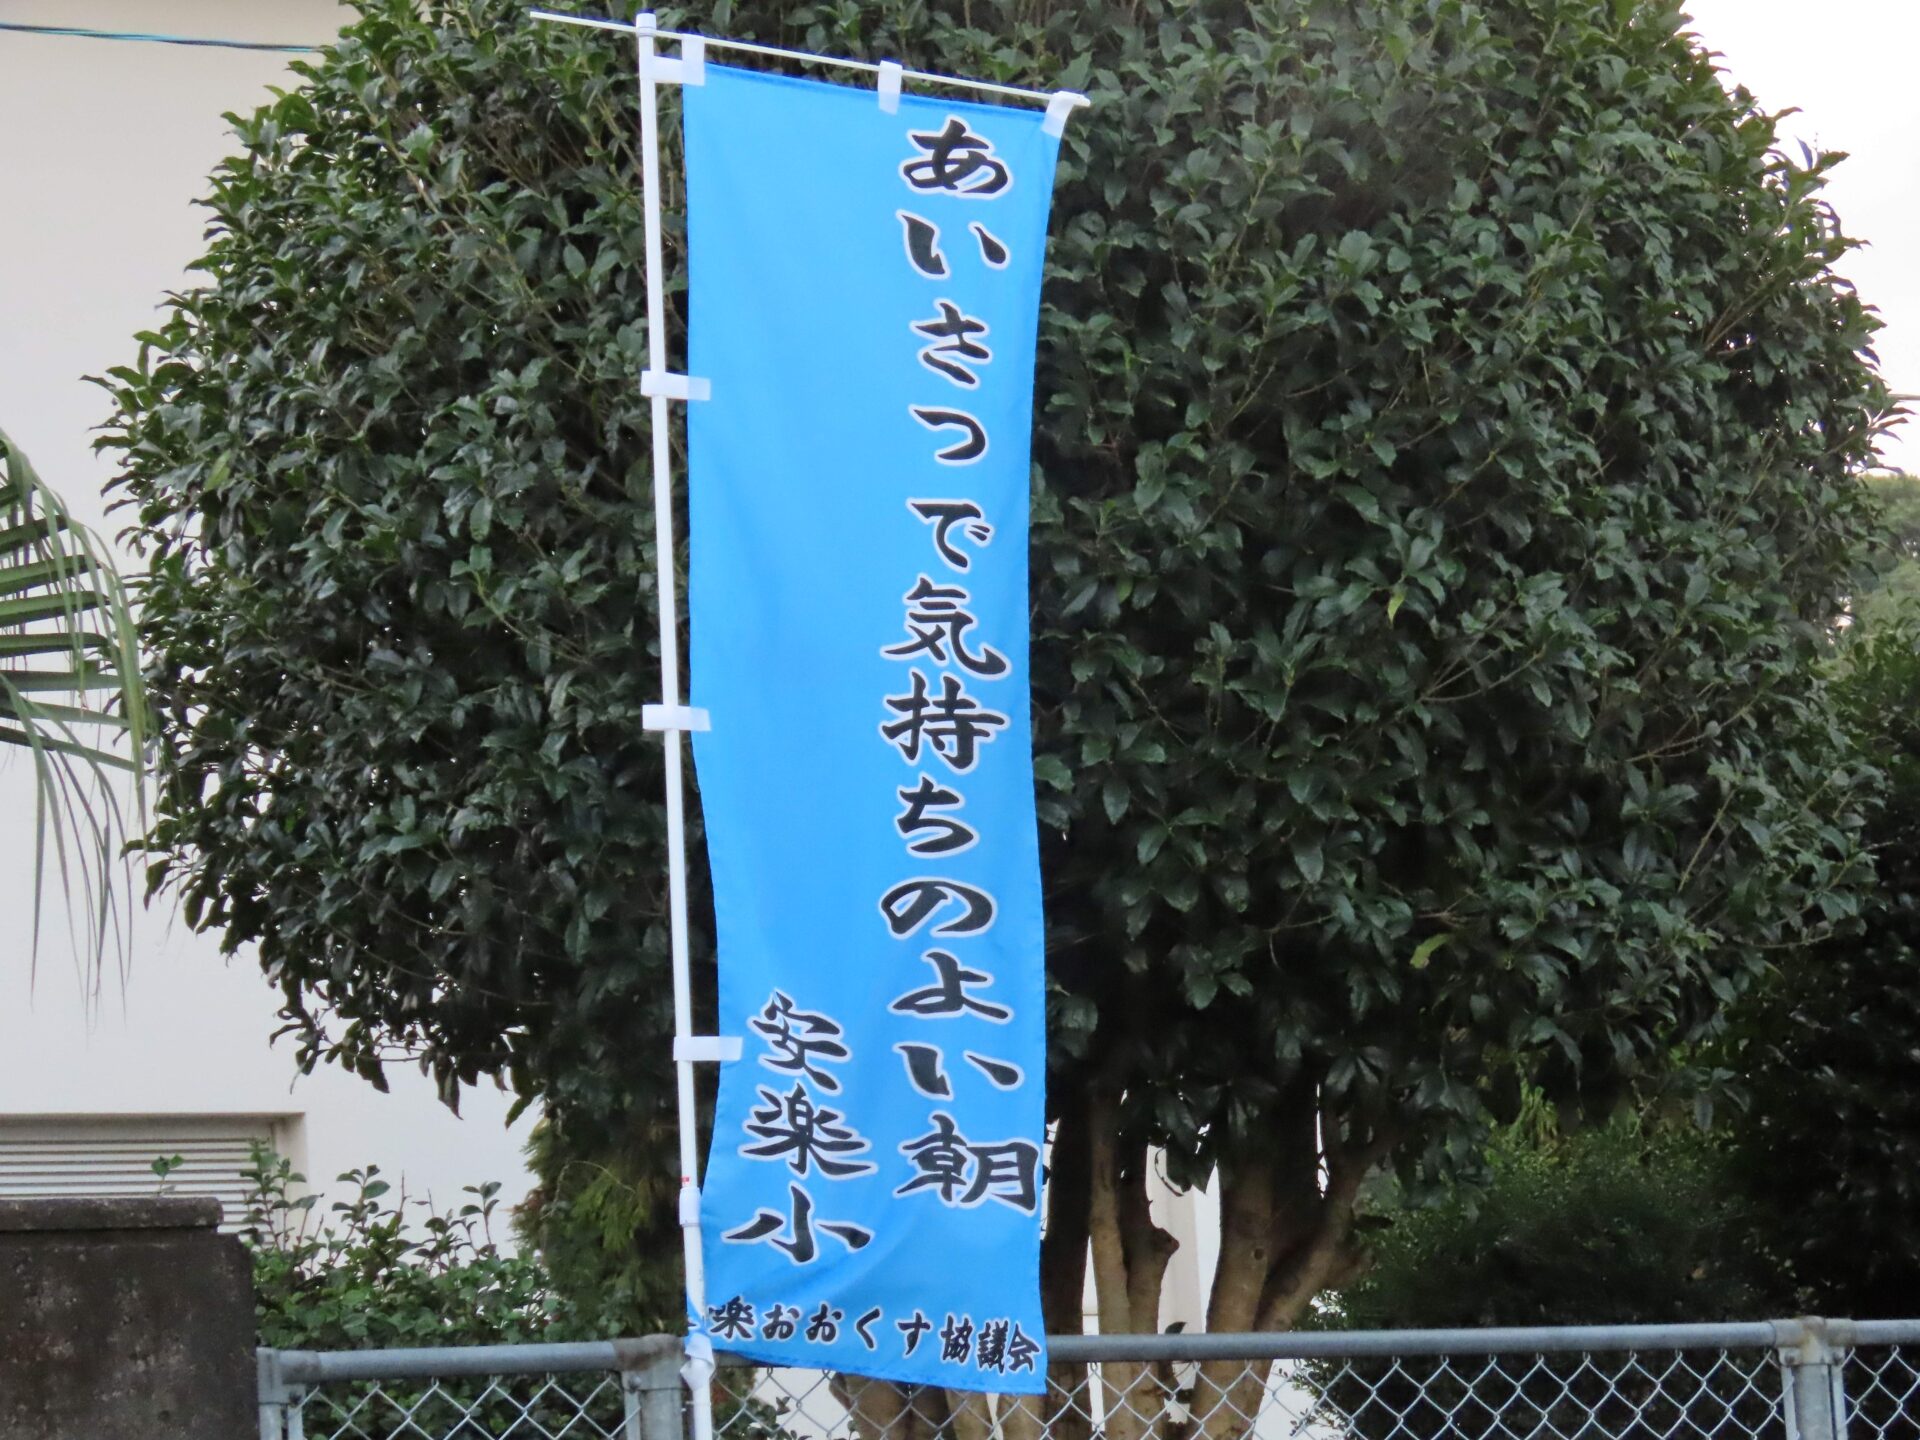 あいさつで気持ちのよい朝
安楽小
楽おおくす協議会